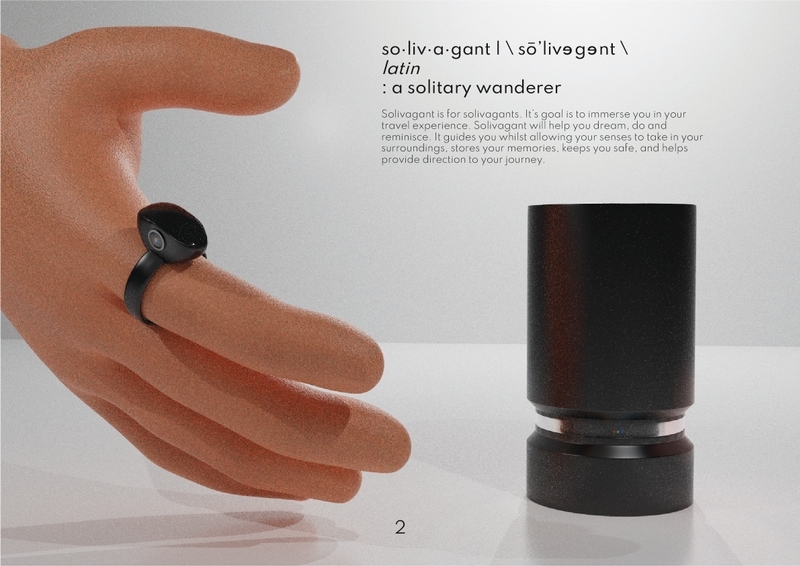 so·liv·a·gant | \ sō'livəgənt \
latin
: a solitary wanderer
Solivagant is for solivagants. It's goal is to immerse you in your
travel experience. Solivagant will help you dream, do and
reminisce. It guides you whilst allowing your senses to take in your
surroundings, stores your memories, keeps you safe, and helps
provide direction to your journey.
2